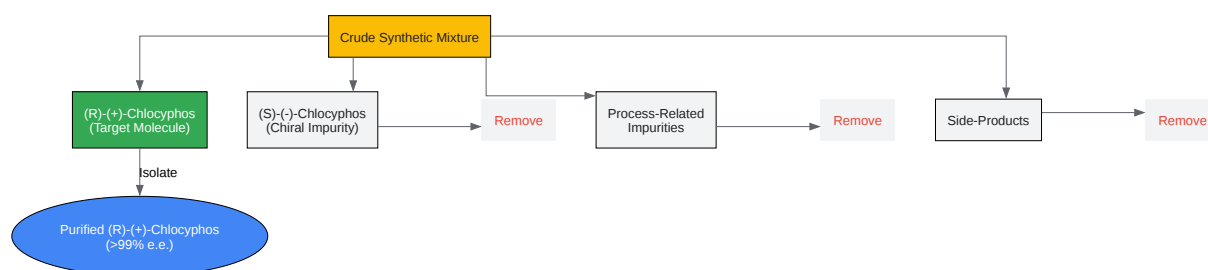 Crude Synthetic Mixture
(R)-(+)-Chlocyphos
(Target Molecule)
(S)-(-)-Chlocyphos
(Chiral Impurity)
Remove
Process-Related
Impurities
Remove
Side-Products
Remove
Isolate
Purified (R)-(+)-Chlocyphos
(>99% e.e.)